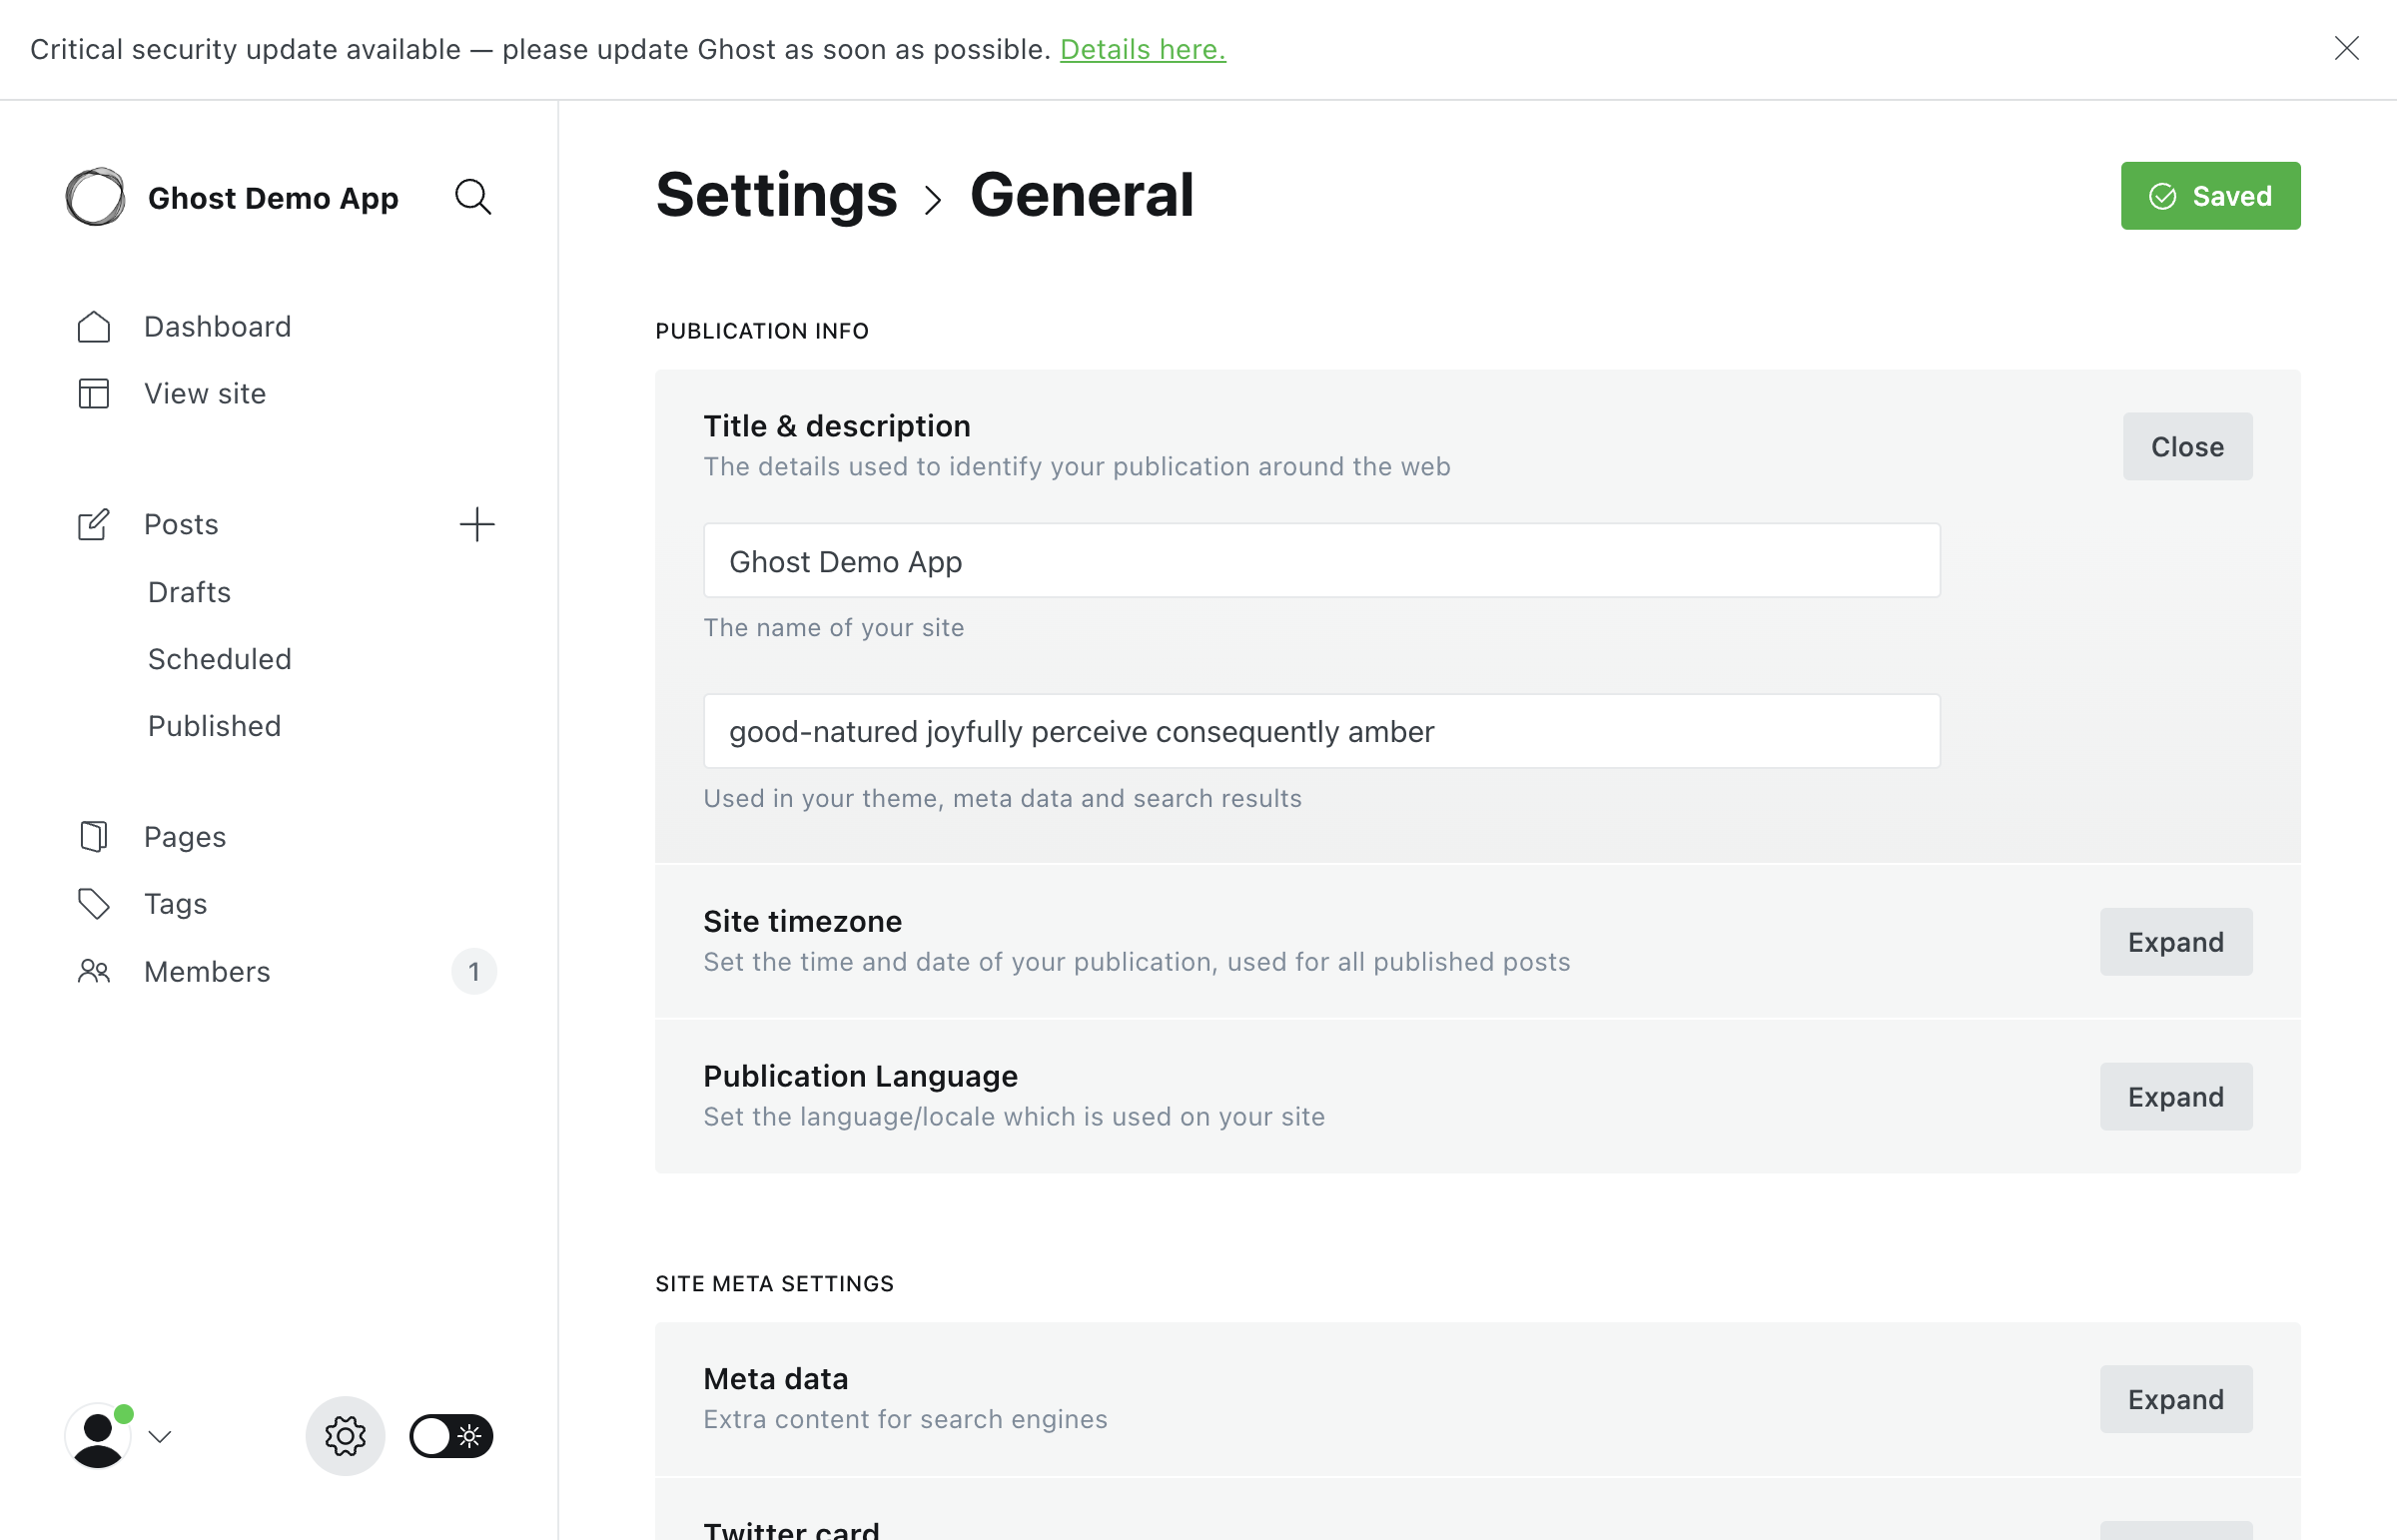 Critical security update available — please update Ghost as soon as possible. Details here.
Ghost Demo App
Dashboard
View site
Posts
Drafts
Scheduled
Published
Pages
Tags
Members 1
Settings > General
Saved
PUBLICATION INFO
Title & description
The details used to identify your publication around the web
Close
Ghost Demo App
The name of your site
good-natured joyfully perceive consequently amber
Used in your theme, meta data and search results
Site timezone
Set the time and date of your publication, used for all published posts
Expand
Publication Language
Set the language/locale which is used on your site
Expand
SITE META SETTINGS
Meta data
Extra content for search engines
Expand
Twitter card